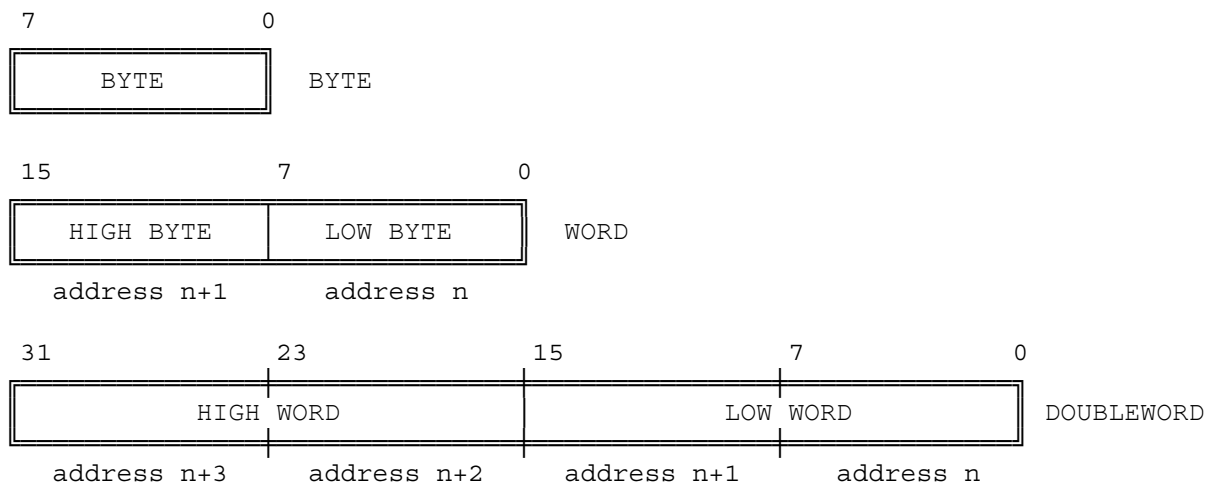 7 0
BYTE BYTE
15 7 0
HIGH BYTE LOW BYTE WORD
address n+1 address n
31 23 15 7 0
HIGH WORD LOW WORD DOUBLEWORD
address n+3 address n+2 address n+1 address n